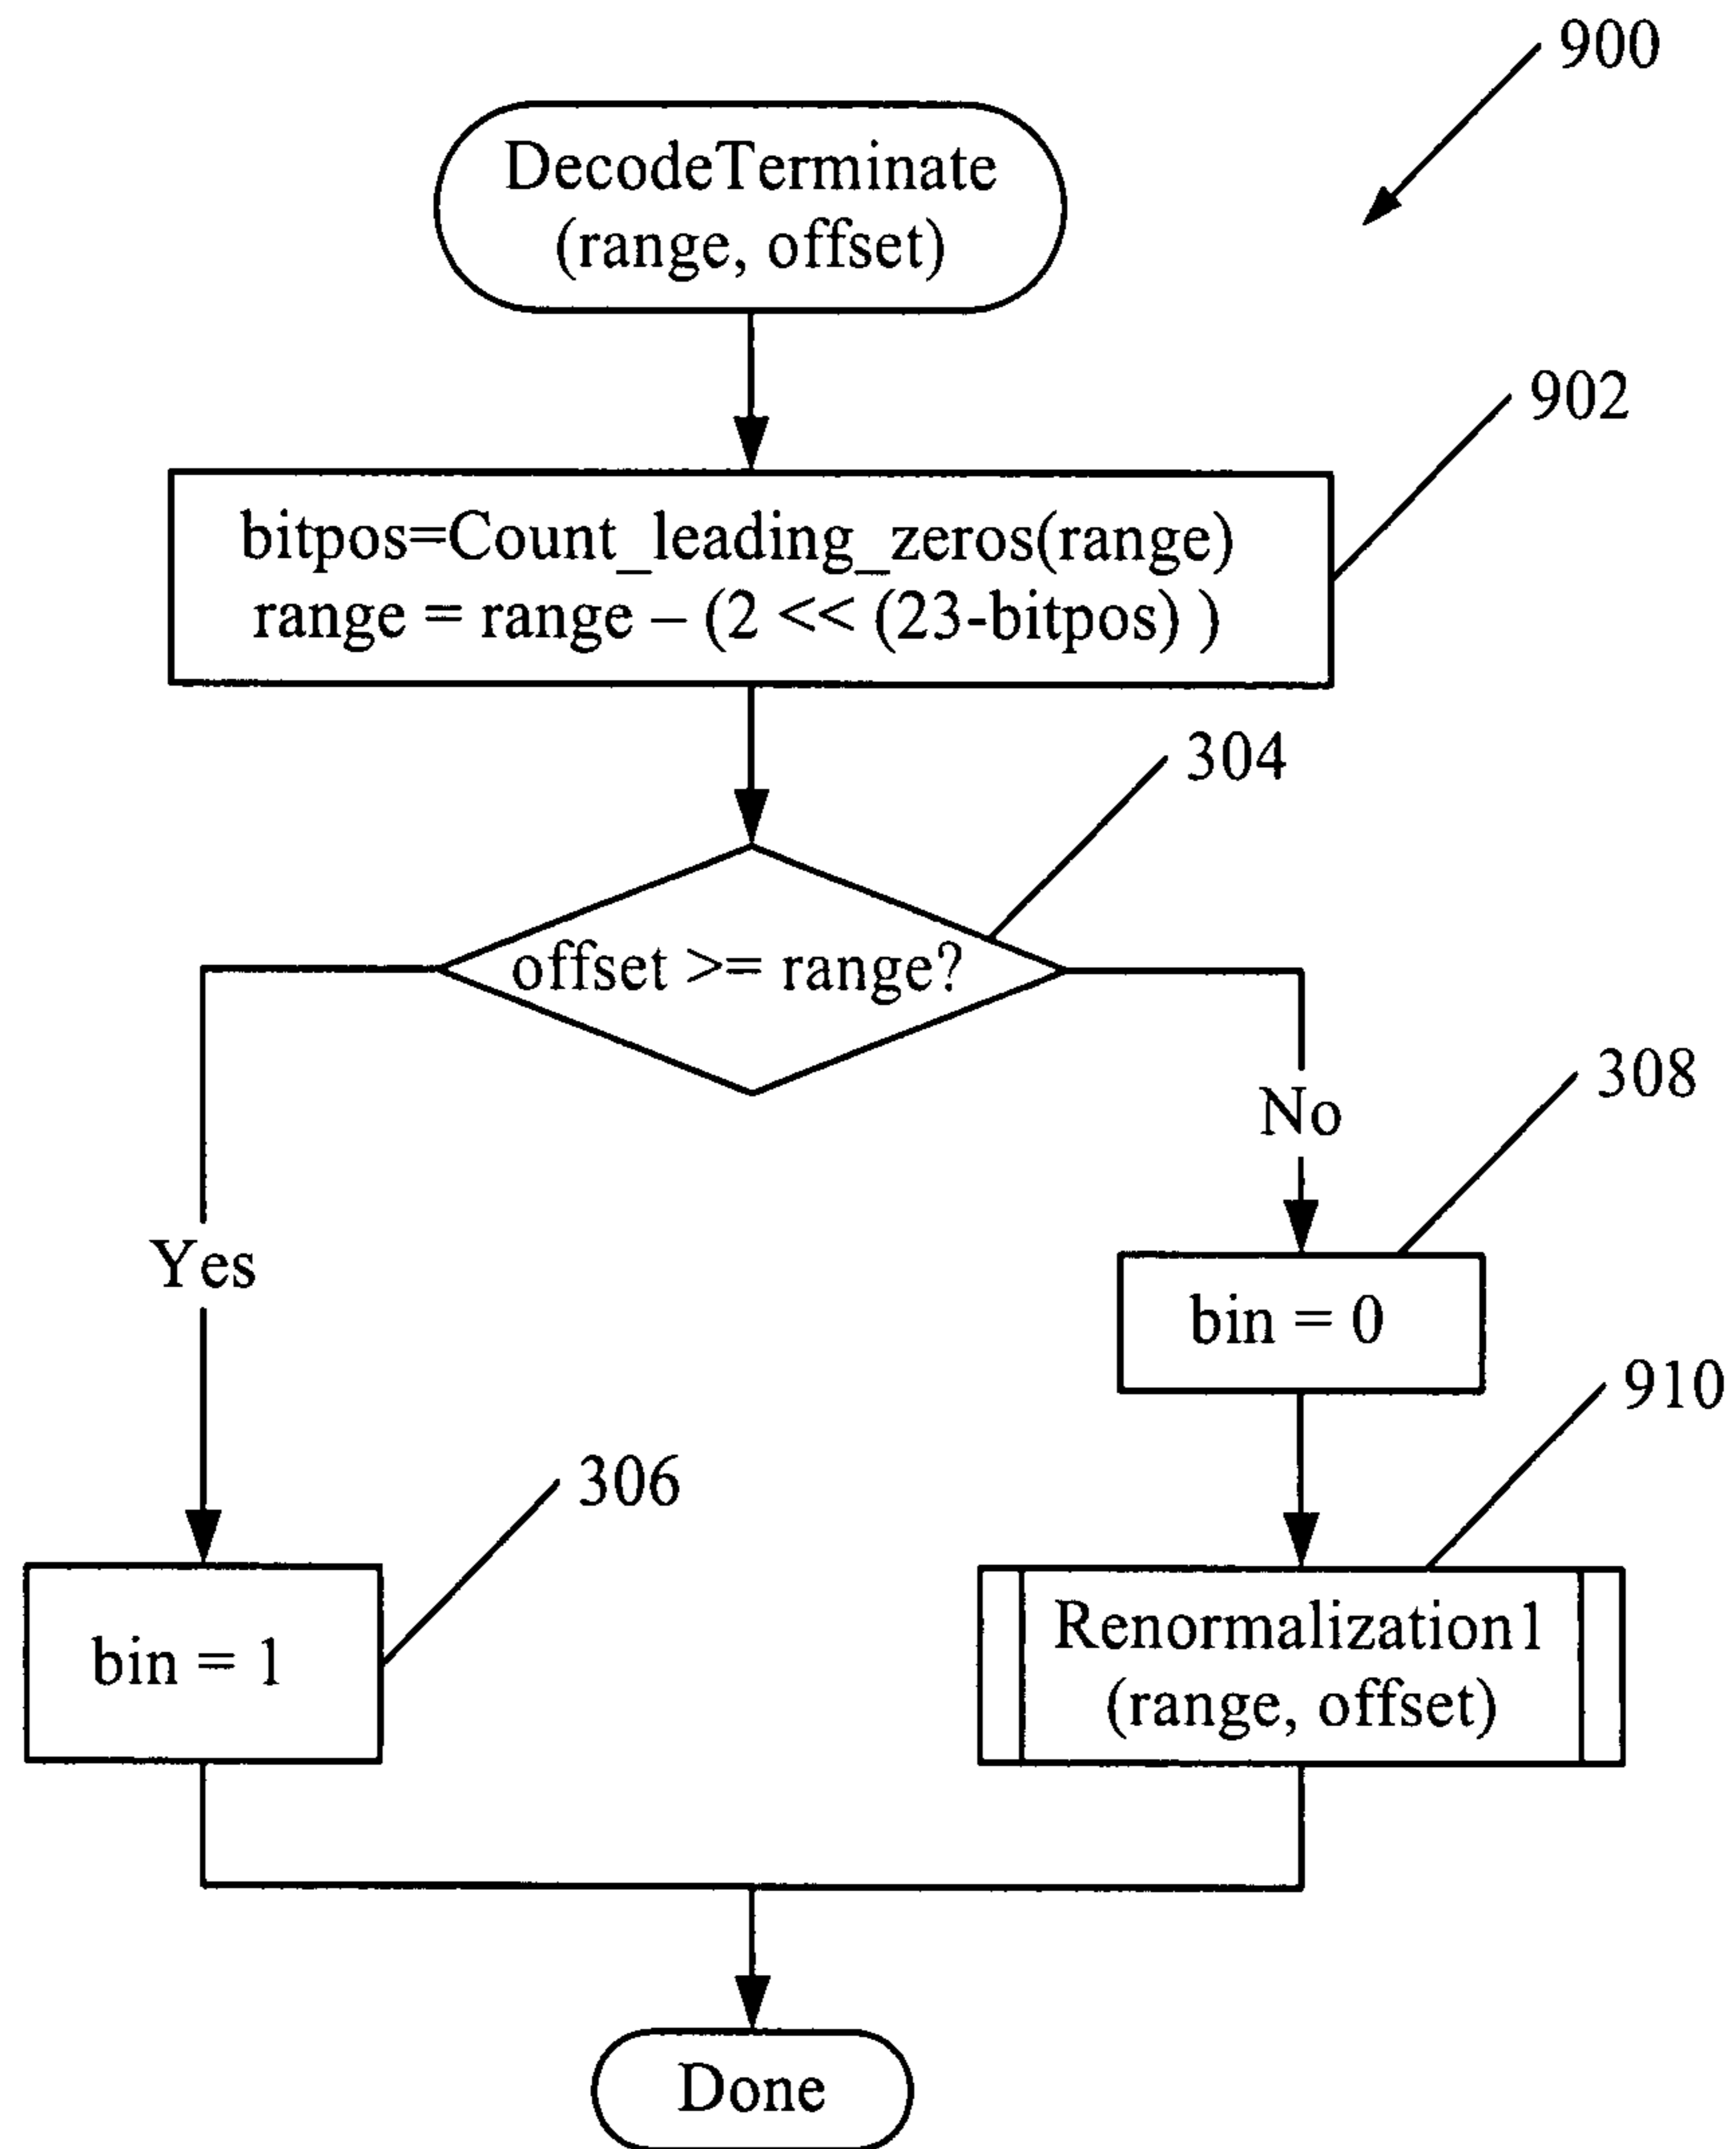 900
DecodeTerminate
(range, offset)
902
bitpos=Count_leading_zeros(range)
range = range – (2 << (23-bitpos) )
304
offset >= range?
308
No
Yes
bin = 0
910
306
bin = 1
Renormalization1
(range, offset)
Done